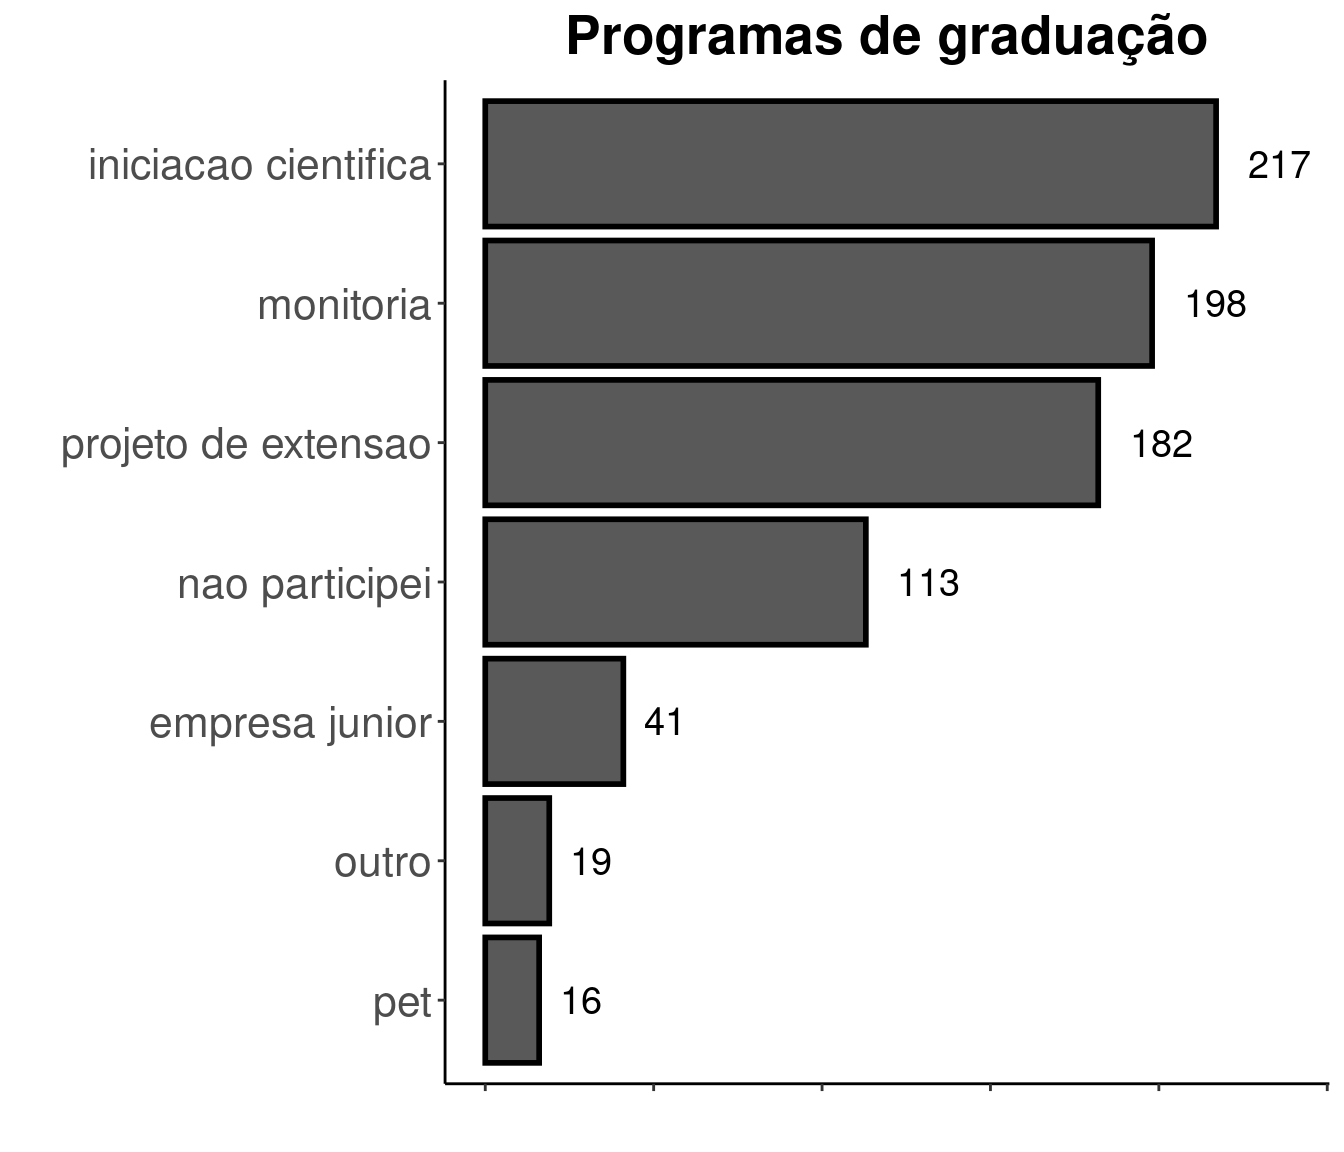 Programas de graduação
iniciacao cientifica 217
monitoria 198
projeto de extensao 182
nao participei 113
empresa junior 41
outro 19
pet 16